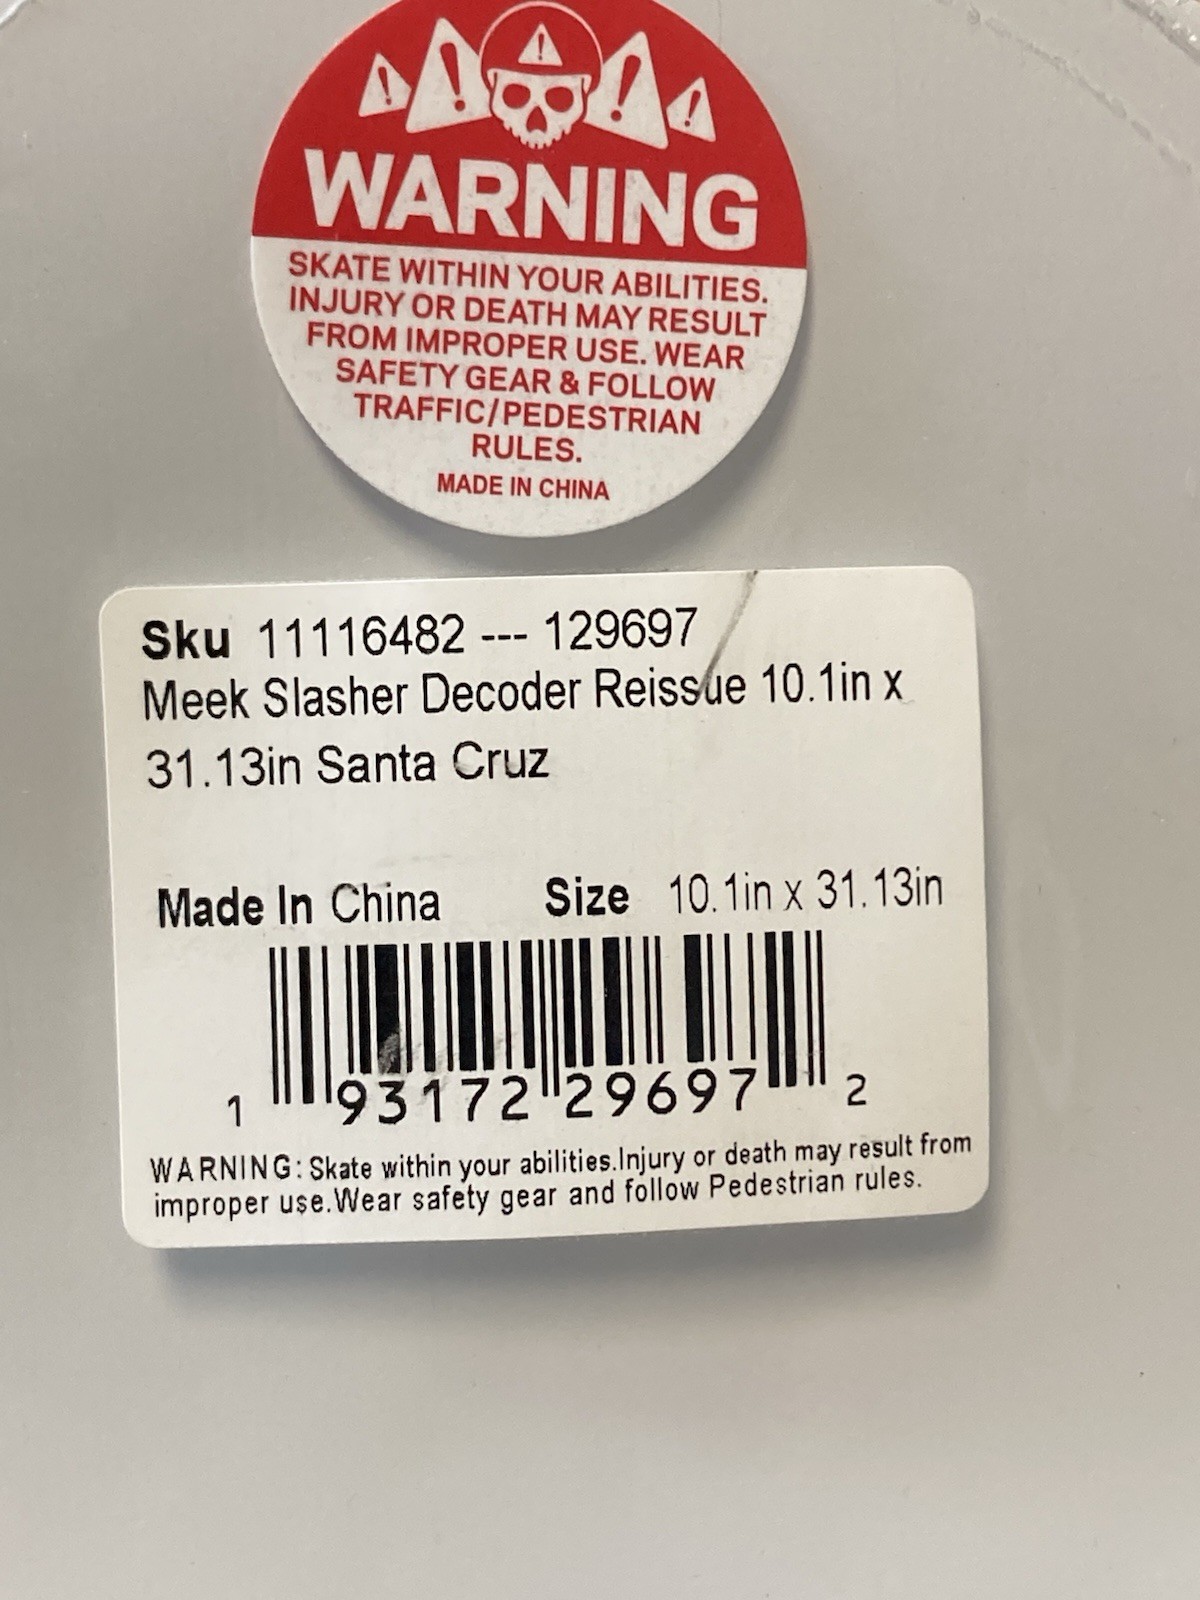 WARNING
SKATE WITHIN YOUR ABILITIES.
INJURY OR DEATH MAY RESULT
FROM IMPROPER USE. WEAR
SAFETY GEAR & FOLLOW
TRAFFIC/PEDESTRIAN
RULES.
MADE IN CHINA
Sku 11116482 --- 129697
Meek Slasher Decoder Reissue 10.1in x
31.13in Santa Cruz
Made In China Size 10.1in x 31.13in
1 93172 29697 2
WARNING: Skate within your abilities.Injury or death may result from
improper use.Wear safety gear and follow Pedestrian rules.